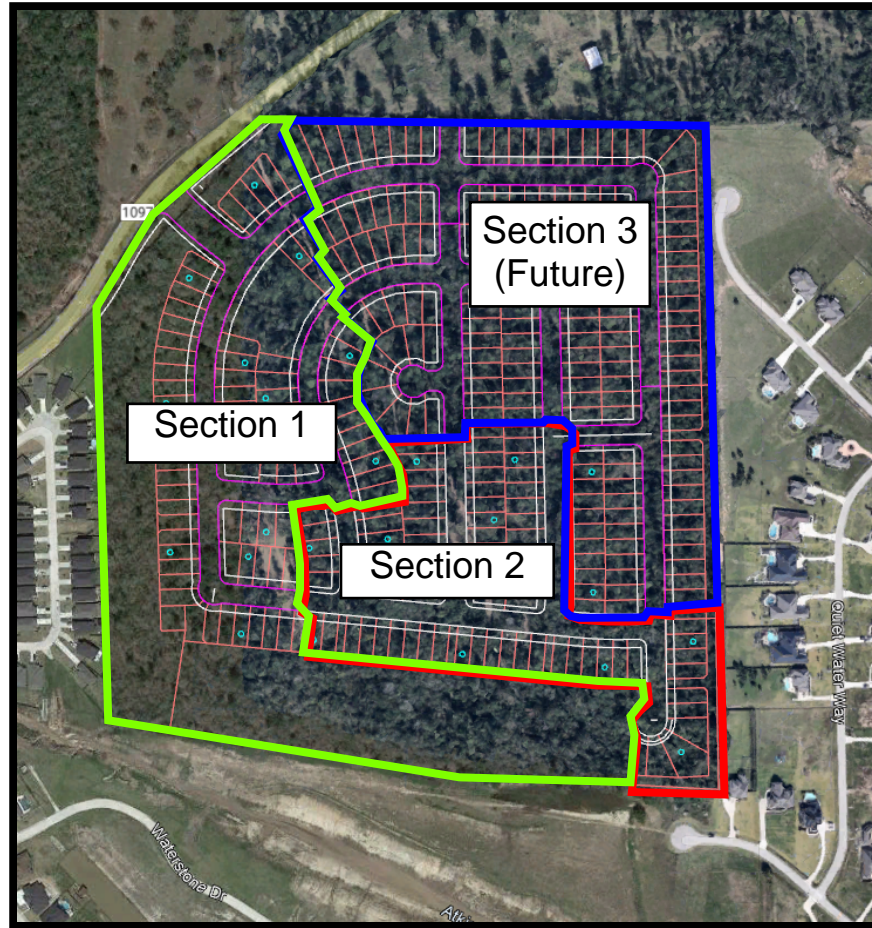 1097
Section 3
(Future)
Section 1
Section 2
Quiet Water Way
Waterstone Dr